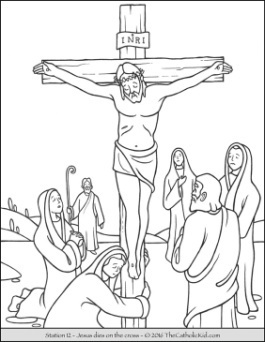 INRI
Station 12 – Jesus dies on the cross – © 2016 TheCatholicKid.com